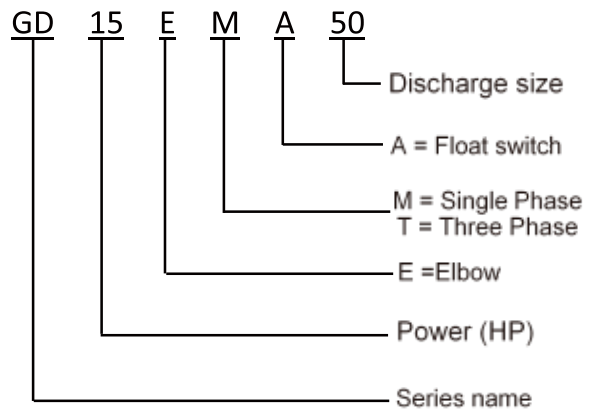 GD 15 E M A 50
Discharge size
A = Float switch
M = Single Phase
T = Three Phase
E =Elbow
Power (HP)
Series name